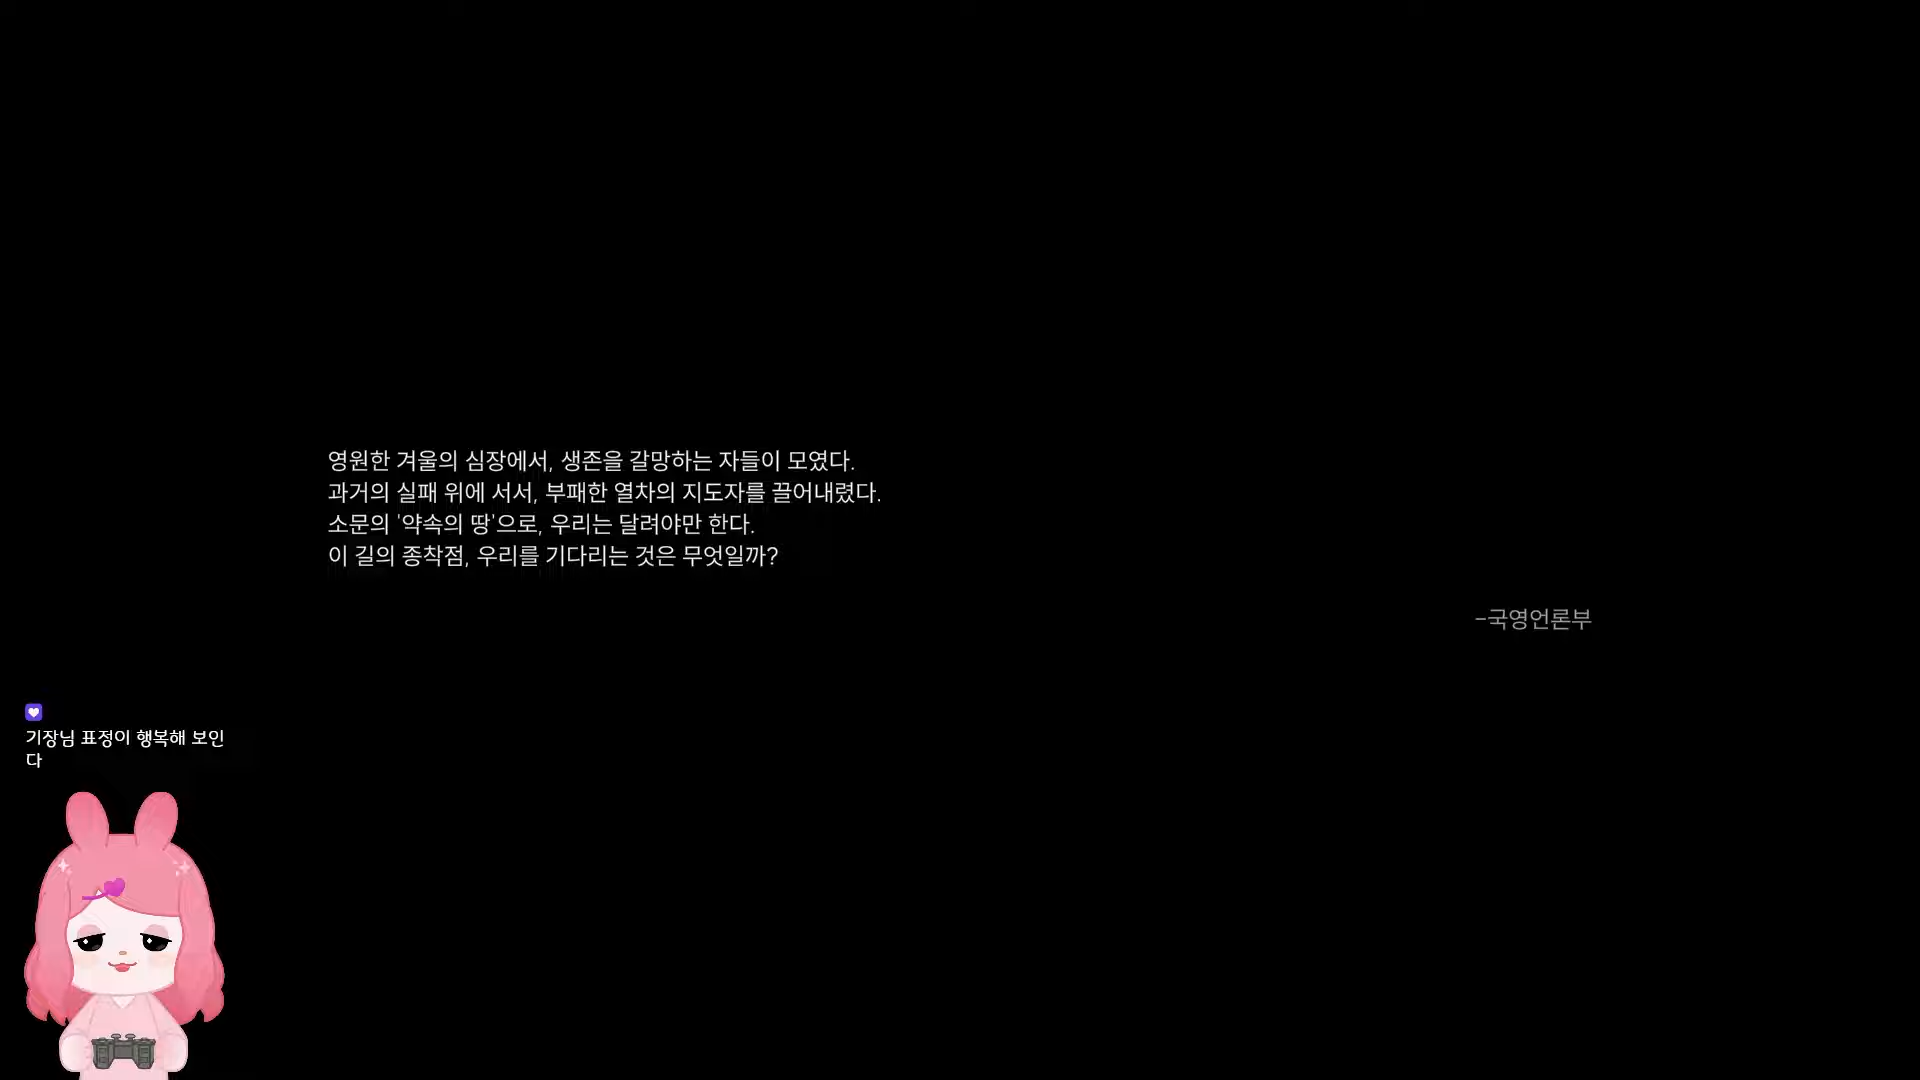 영원한 겨울의 심장에서, 생존을 갈망하는 자들이 모였다.
과거의 실패 위에 서서, 부패한 열차의 지도자를 끌어내렸다.
소문의 '약속의 땅'으로, 우리는 달려야만 한다.
이 길의 종착점, 우리를 기다리는 것은 무엇일까?
-국영언론부
기장님 표정이 행복해 보인
다